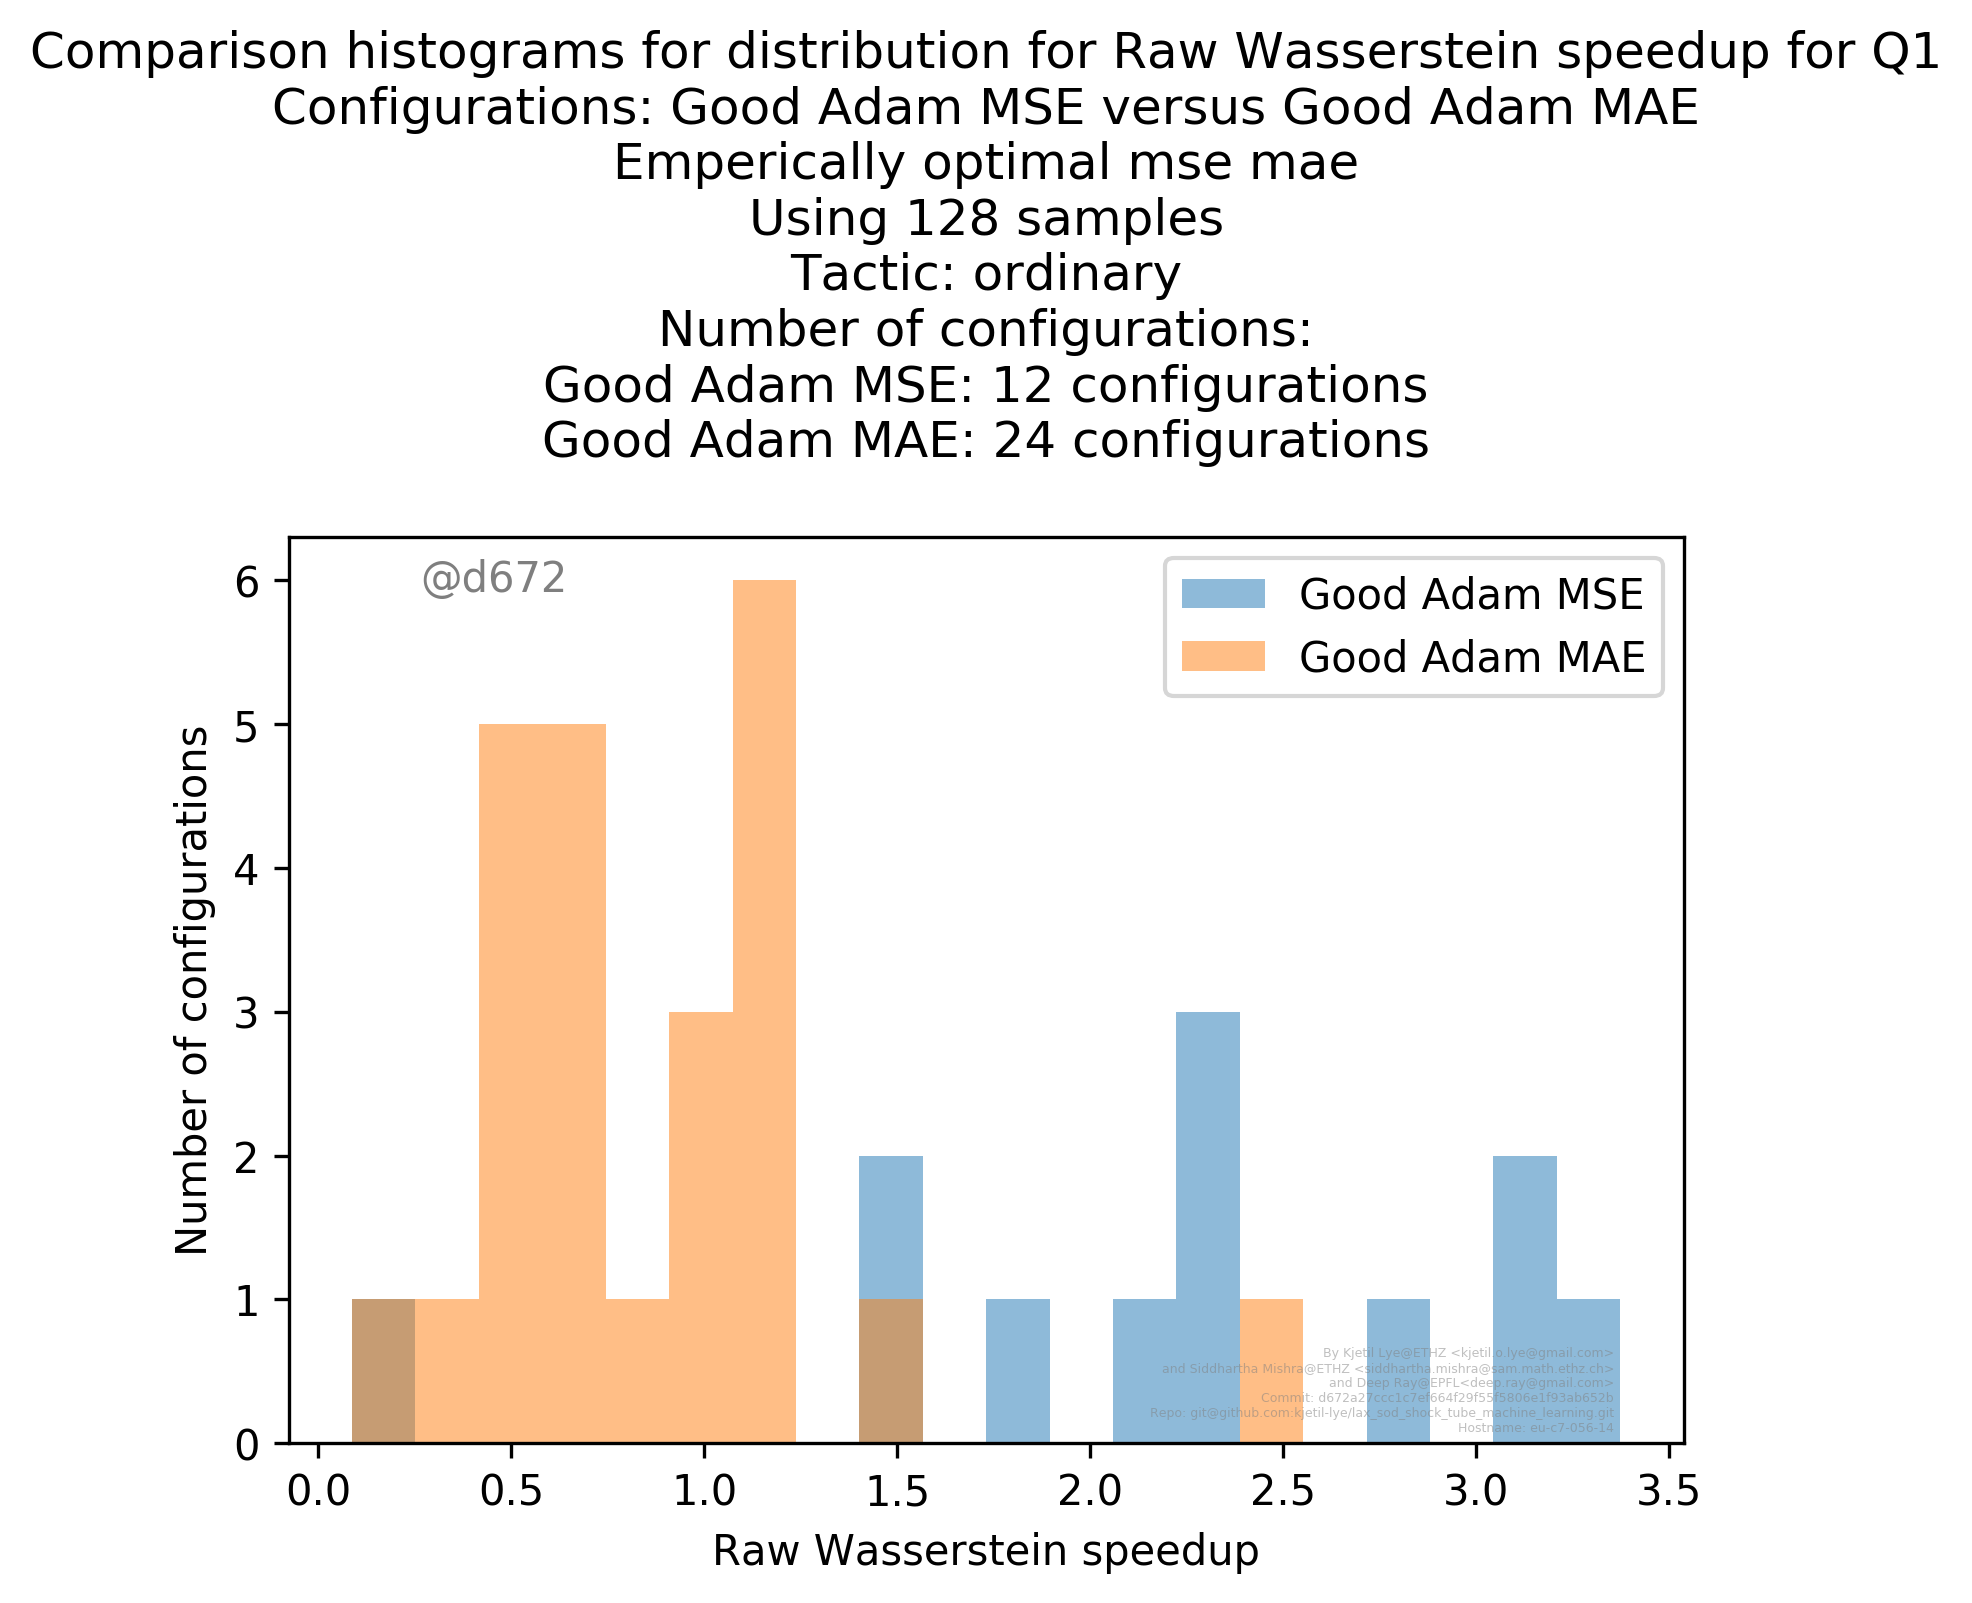 Comparison histograms for distribution for Raw Wasserstein speedup for Q1
Configurations: Good Adam MSE versus Good Adam MAE
Emperically optimal mse mae
Using 128 samples
Tactic: ordinary
Number of configurations:
Good Adam MSE: 12 configurations
Good Adam MAE: 24 configurations
@d672
Good Adam MSE
Good Adam MAE
Number of configurations
6
5
4
3
2
1
0
By Kjetil Lye@ETHZ <kjetil.o.lye@gmail.com>
and Siddhartha Mishra@ETHZ <siddhartha.mishra@sam.math.ethz.ch>
and Deep Ray@EPFL<deep.ray@gmail.com>
Commit: d672a27ccc1c7ef664f29f55f5806e1f93ab652b
Repo: git@github.com:kjetil-lye/lax_sod_shock_tube_machine_learning.git
Hostname: eu-c7-056-14
0.0 0.5 1.0 1.5 2.0 2.5 3.0 3.5
Raw Wasserstein speedup